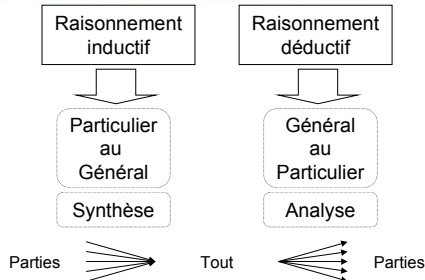 Raisonnement
inductif
Raisonnement
déductif
Particulier
au
Général
Général
au
Particulier
Synthèse
Analyse
Parties
Tout
Parties